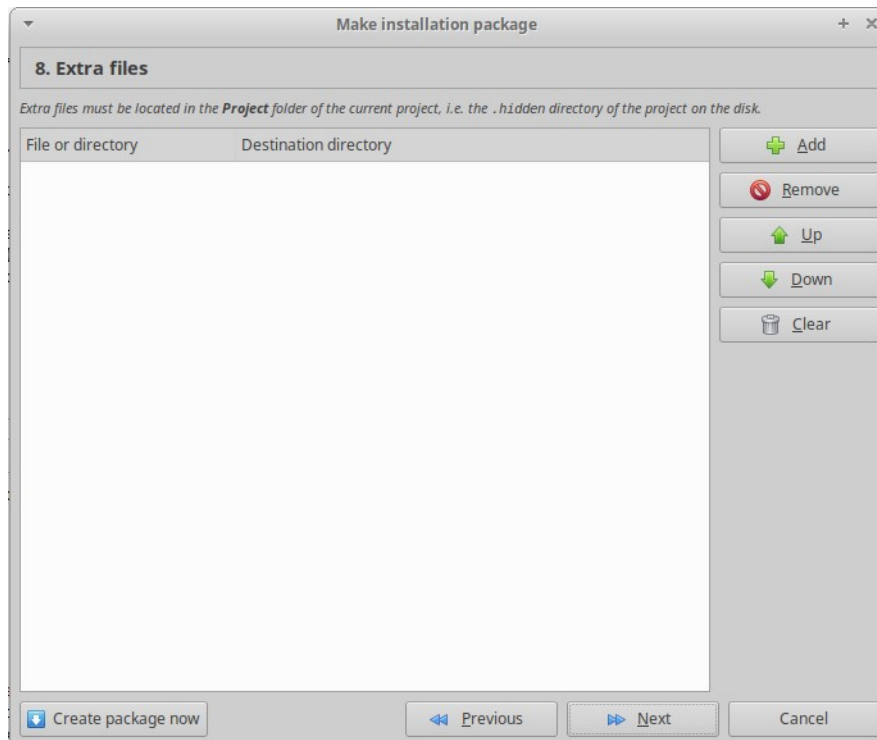 Make installation package
8. Extra files
Extra files must be located in the Project folder of the current project, i.e. the .hidden directory of the project on the disk.
File or directory Destination directory
Add
Remove
Up
Down
Clear
Create package now Previous Next Cancel